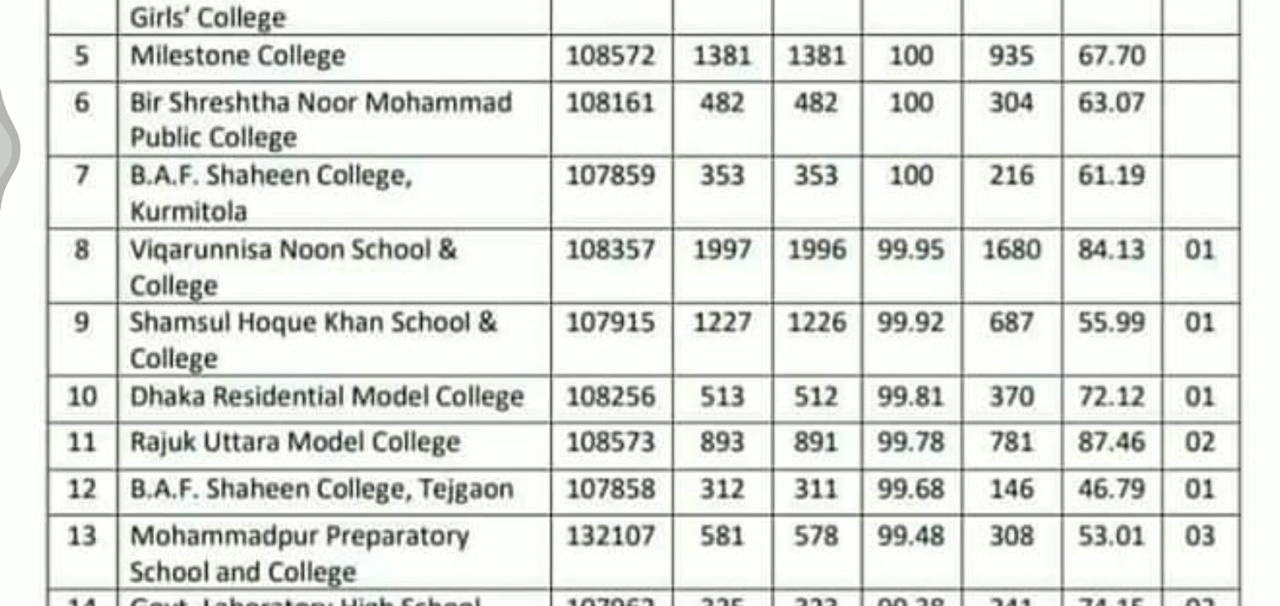 Girls' College
5 Milestone College 108572 1381 1381 100 935 67.70
6 Bir Shreshtha Noor Mohammad 108161 482 482 100 304 63.07
Public College
7 B.A.F. Shaheen College, 107859 353 353 100 216 61.19
Kurmitola
8 Viqarunnisa Noon School & 108357 1997 1996 99.95 1680 84.13 01
College
9 Shamsul Hoque Khan School & 107915 1227 1226 99.92 687 55.99 01
College
10 Dhaka Residential Model College 108256 513 512 99.81 370 72.12 01
11 Rajuk Uttara Model College 108573 893 891 99.78 781 87.46 02
12 B.A.F. Shaheen College, Tejgaon 107858 312 311 99.68 146 46.79 01
13 Mohammadpur Preparatory 132107 581 578 99.48 308 53.01 03
School and College
14 Govt. Laboratory High School